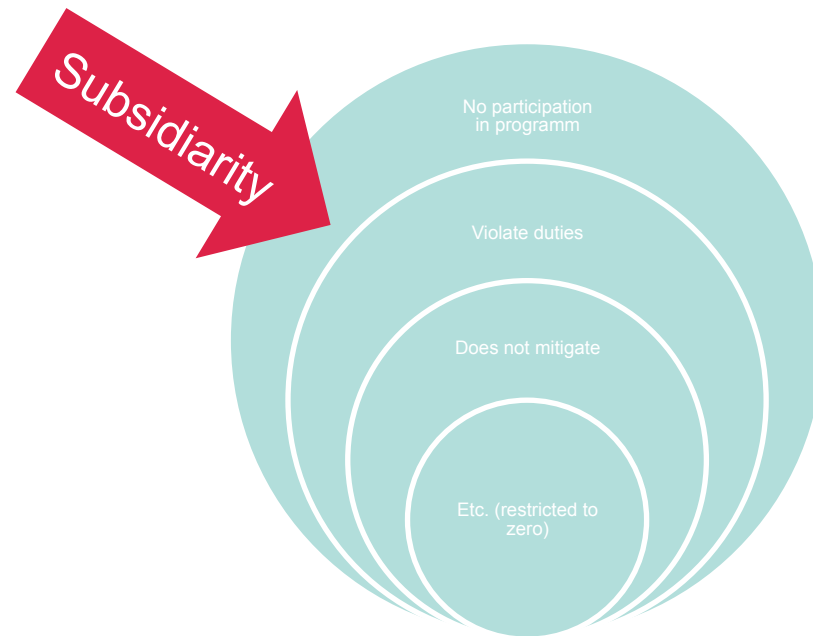 Subsidiarity
No participation
in programm
Violate duties
Does not mitigate
Etc. (restricted to
zero)